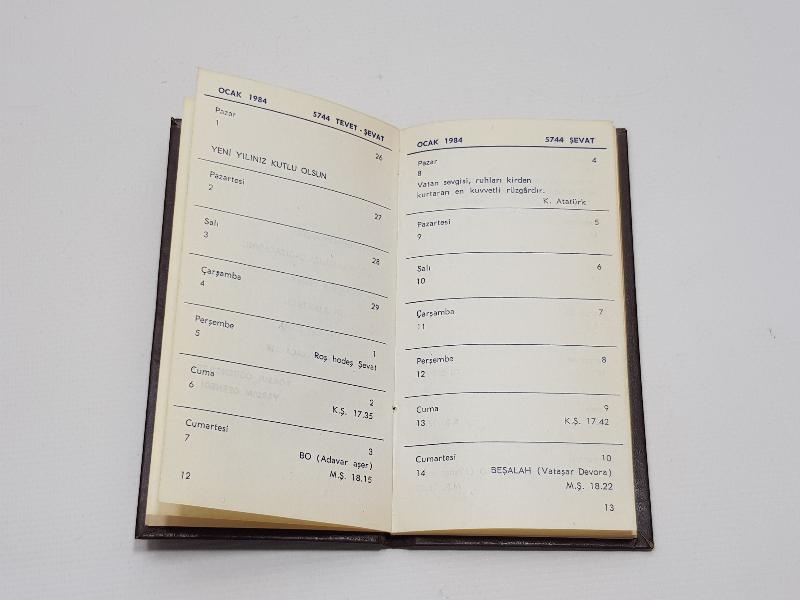 OCAK 1984 5744 TEVET - ŞEVAT
Pazar
1 26
YENİ YILINIZ KUTLU OLSUN
Pazartesi
2 27
Salı
3 28
Çarşamba
4 29
Perşembe 1
5 Roş hodeş Şevat
Cuma 2
6 K.Ş. 17.35
Cumartesi 3
7 BO (Adavar aşer)
M.Ş. 18.15
12
OCAK 1984 5744 ŞEVAT
Pazar 4
8
Vatan sevgisi, ruhları kirden
kurtaran en kuvvetli rüzgârdır.
K. Atatürk
Pazartesi 5
9
Salı 6
10
Çarşamba 7
11
Perşembe 8
12
Cuma 9
13 K.Ş. 17.42
Cumartesi 10
14 BEŞALAH (Vataşar Devora)
M.Ş. 18.22
13